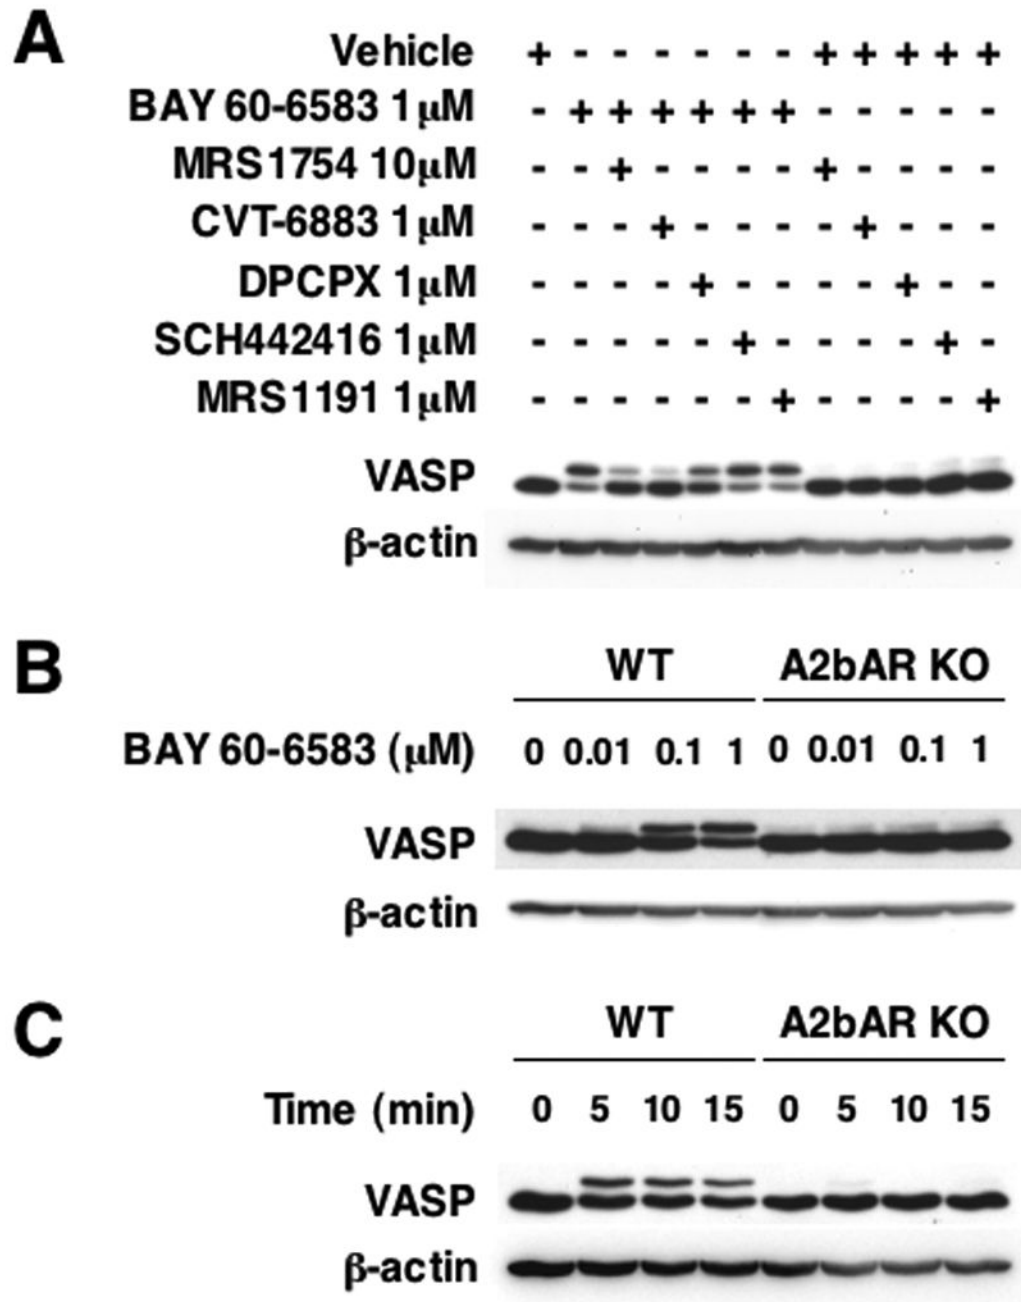 A
Vehicle + - - - - - - + + + + +
BAY 60-6583 1μM - + + + + + + - - - - -
MRS1754 10μM - - + - - - - + - - - -
CVT-6883 1μM - - - + - - - - + - - -
DPCPX 1μM - - - - + - - - - + - -
SCH442416 1μM - - - - - + - - - - + -
MRS1191 1μM - - - - - - + - - - - +
VASP
β-actin
B
WT A2bAR KO
BAY 60-6583 (μM) 0 0.01 0.1 1 0 0.01 0.1 1
VASP
β-actin
C
WT A2bAR KO
Time (min) 0 5 10 15 0 5 10 15
VASP
β-actin